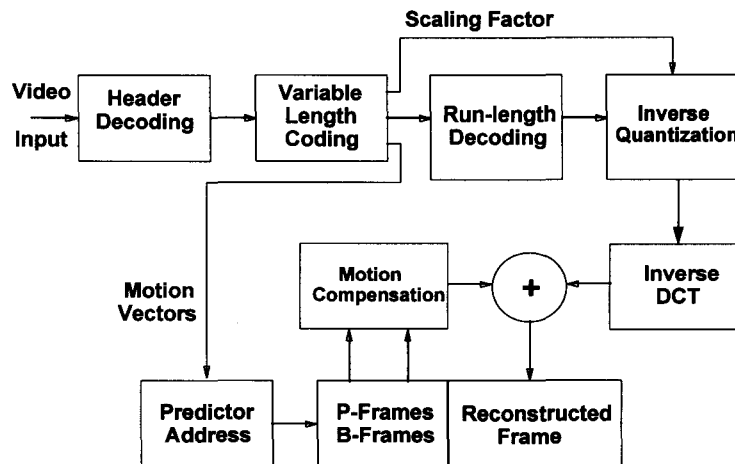 Scaling Factor
Video
Input
Header
Decoding
Variable
Length
Coding
Run-length
Decoding
Inverse
Quantization
Motion
Vectors
Motion
Compensation
+
Inverse
DCT
Predictor
Address
P-Frames
B-Frames
Reconstructed
Frame